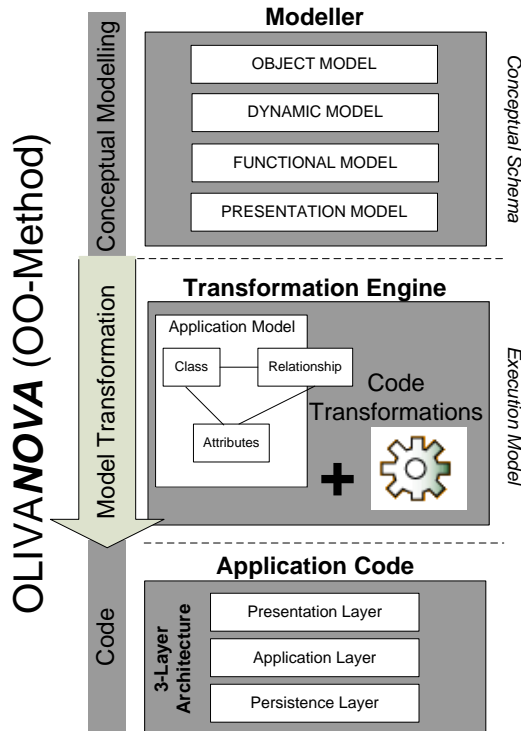 OLIVANOVA (OO-Method)
Conceptual Modelling
Modeller
OBJECT MODEL
DYNAMIC MODEL
FUNCTIONAL MODEL
PRESENTATION MODEL
Conceptual Schema
Model Transformation
Transformation Engine
Application Model
Class
Relationship
Attributes
Code
Transformations
+
Execution Model
Code
Application Code
3-Layer
Architecture
Presentation Layer
Application Layer
Persistence Layer